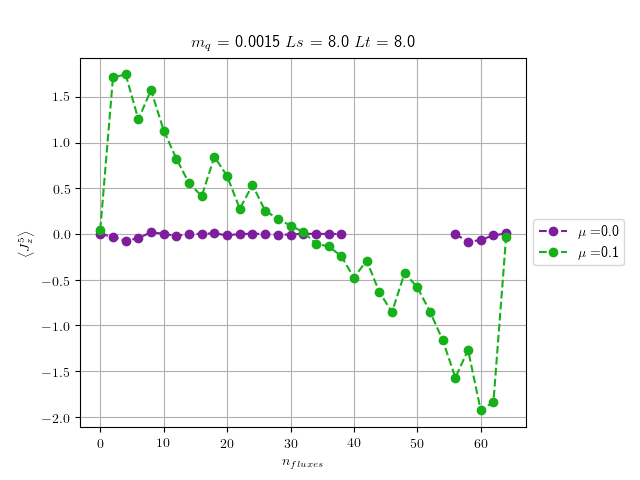 m_q = 0.0015 Ls = 8.0 Lt = 8.0
1.5
1.0
0.5
0.0
−0.5
−1.0
−1.5
−2.0
⟨J_z^5⟩
0 10 20 30 40 50 60
n_{fluxes}
μ =0.0
μ =0.1